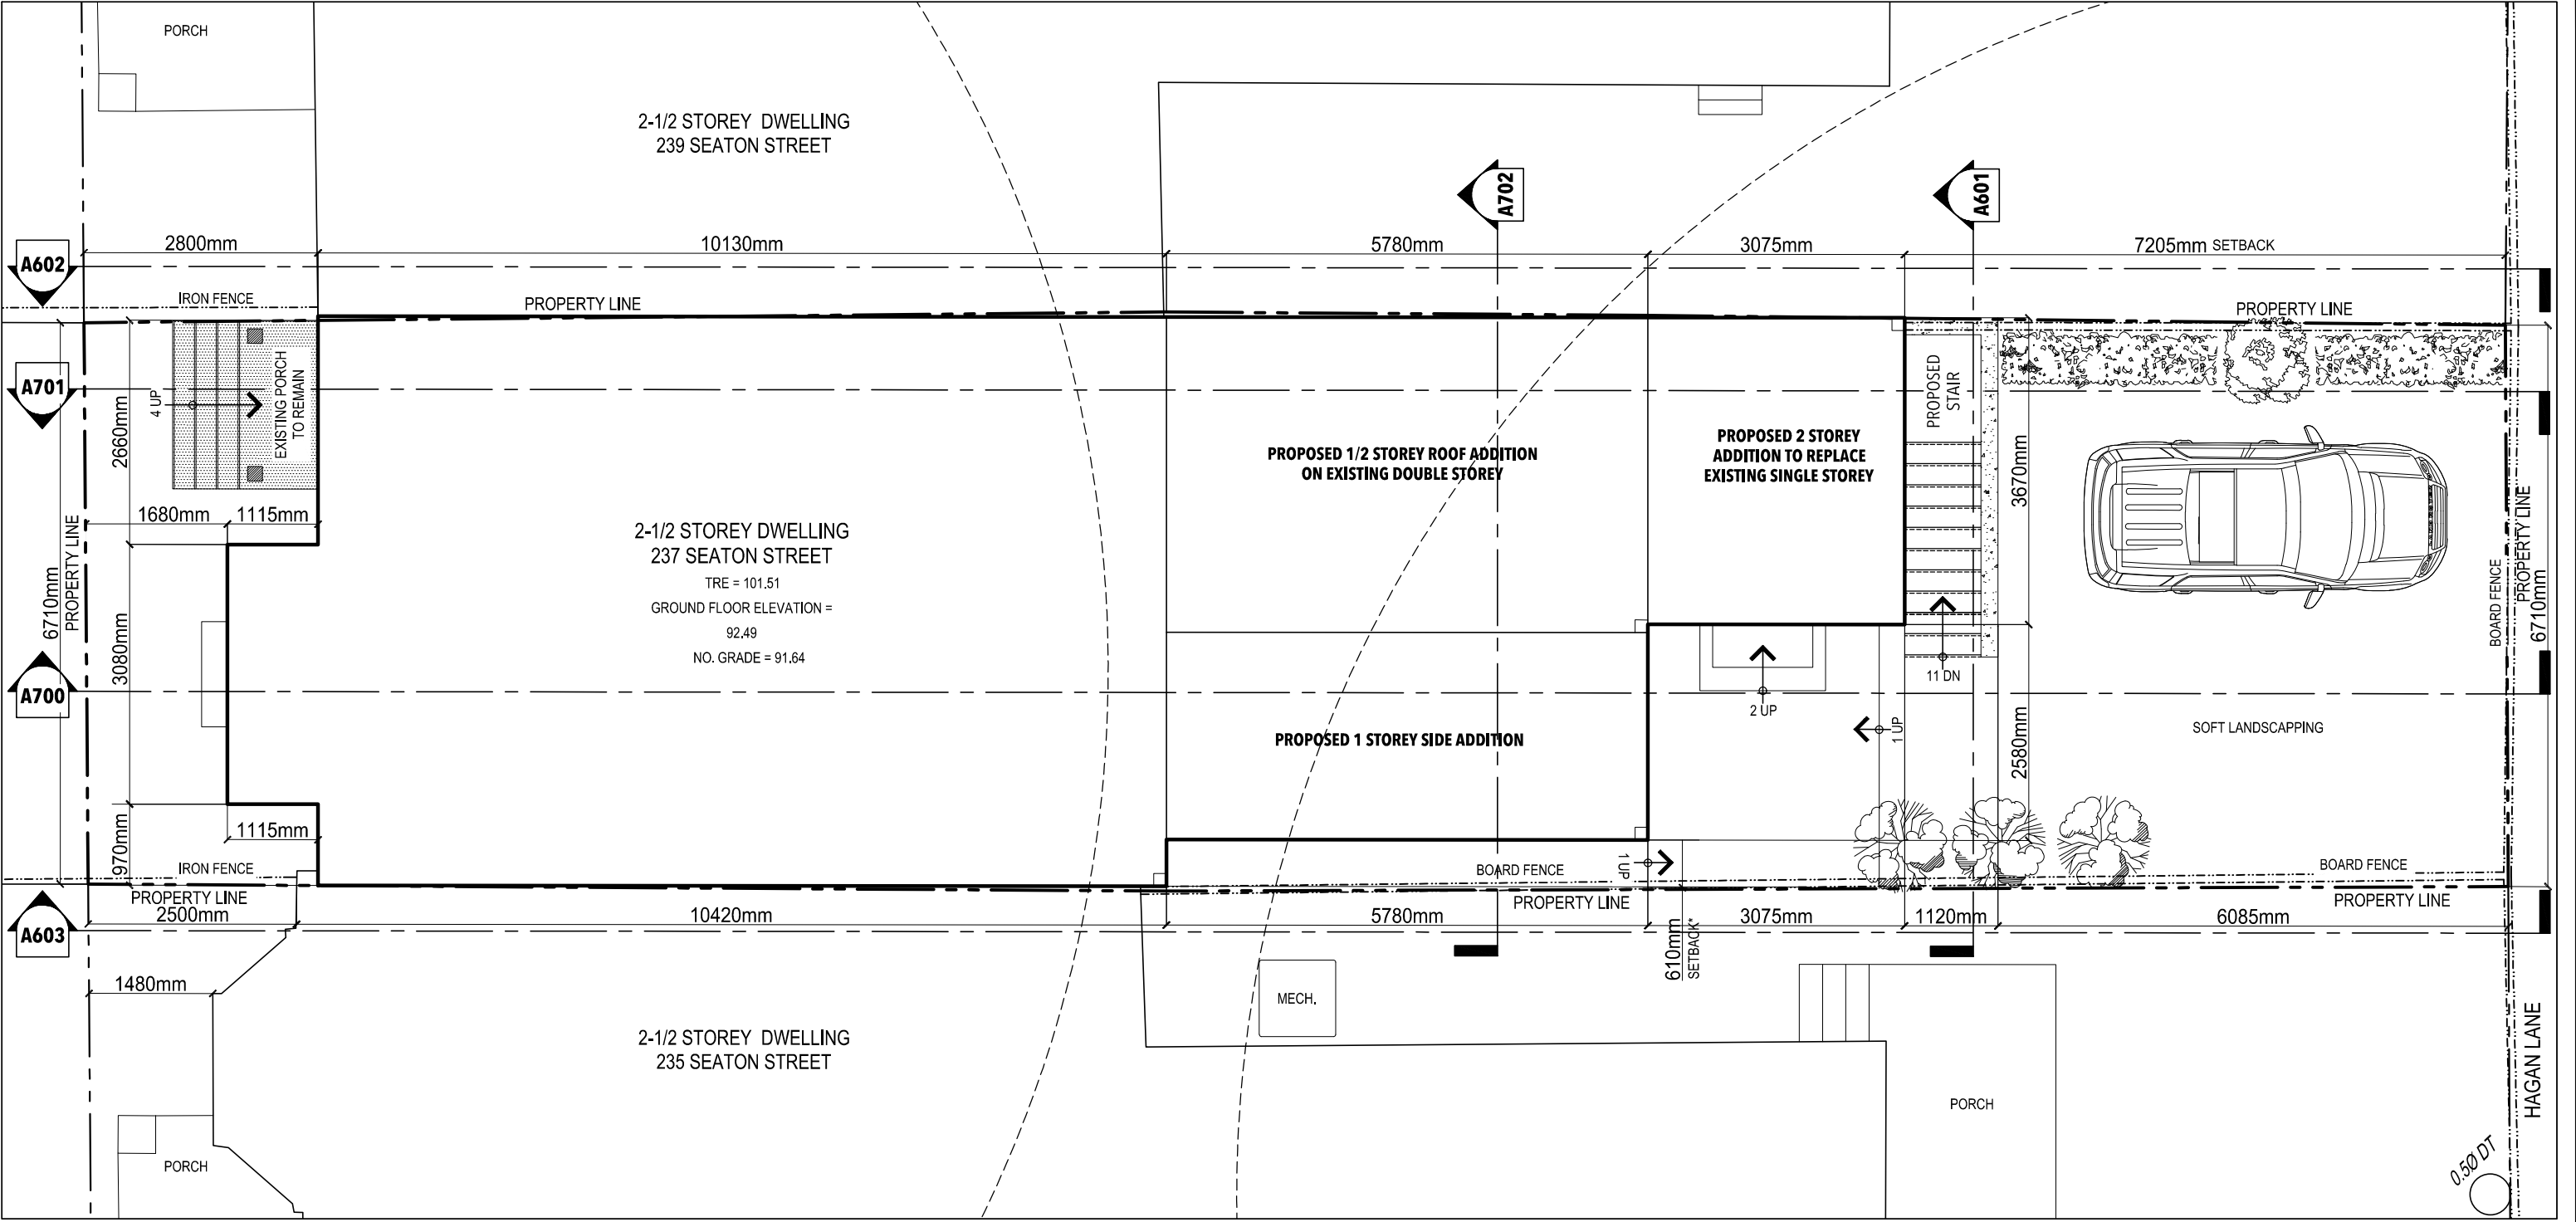 PORCH
2-1/2 STOREY DWELLING
239 SEATON STREET
A702
A601
2800mm
10130mm
5780mm
3075mm
7205mm SETBACK
A602
IRON FENCE
PROPERTY LINE
PROPERTY LINE
A701
4 UP
EXISTING PORCH
TO REMAIN
2660mm
PROPOSED 1/2 STOREY ROOF ADDITION
ON EXISTING DOUBLE STOREY
PROPOSED 2 STOREY
ADDITION TO REPLACE
EXISTING SINGLE STOREY
PROPOSED
STAIR
3670mm
1680mm
1115mm
2-1/2 STOREY DWELLING
237 SEATON STREET
TRE = 101.51
GROUND FLOOR ELEVATION =
92.49
NO. GRADE = 91.64
6710mm
PROPERTY LINE
3080mm
BOARD FENCE
PROPERTY LINE
6710mm
A700
11 DN
2 UP
1 UP
2580mm
SOFT LANDSCAPPING
PROPOSED 1 STOREY SIDE ADDITION
970mm
1115mm
IRON FENCE
1 UP
BOARD FENCE
BOARD FENCE
PROPERTY LINE
PROPERTY LINE
PROPERTY LINE
2500mm
10420mm
5780mm
3075mm
1120mm
6085mm
A603
610mm
SETBACK*
1480mm
MECH.
2-1/2 STOREY DWELLING
235 SEATON STREET
HAGAN LANE
PORCH
PORCH
0.5Ø DT